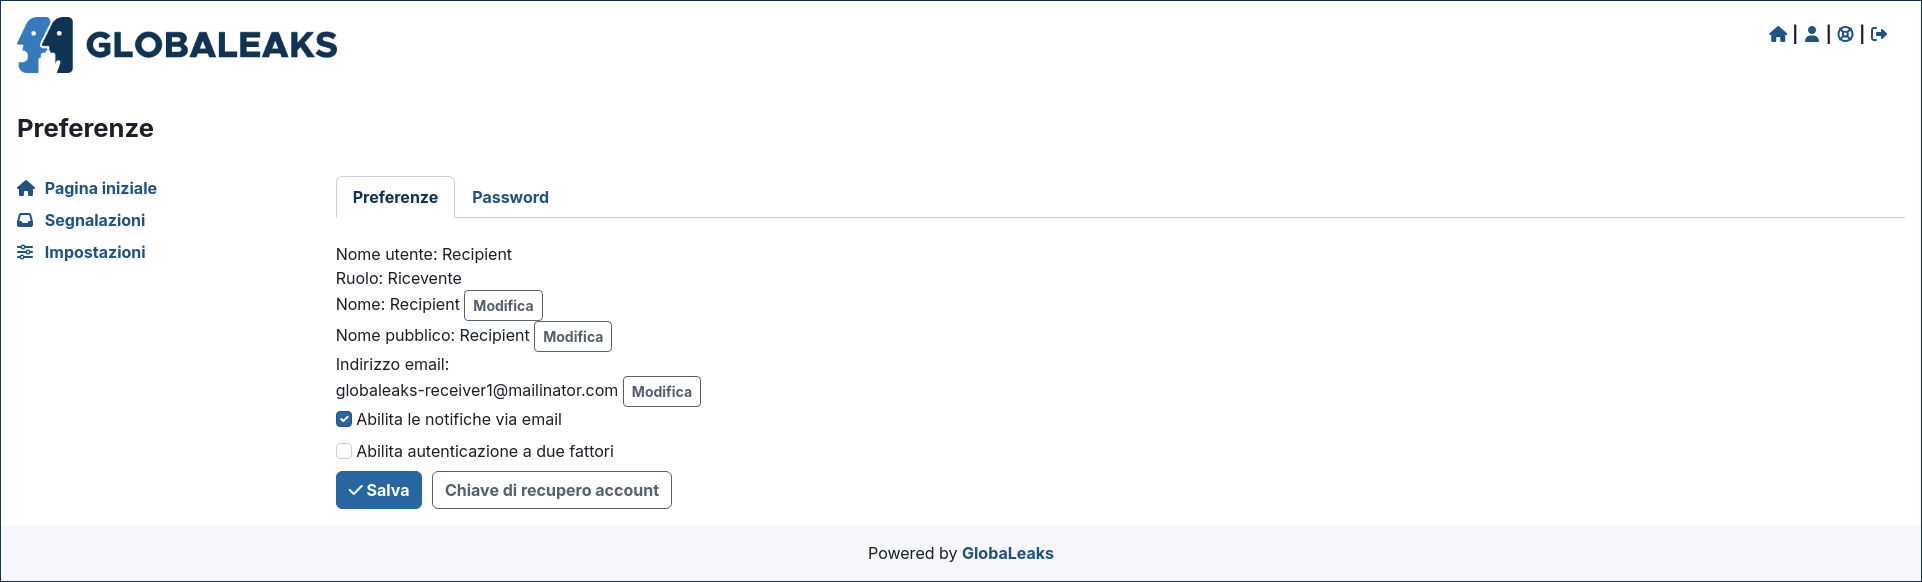 GLOBALEAKS
Preferenze
Pagina iniziale
Segnalazioni
Impostazioni
Preferenze
Password
Nome utente: Recipient
Ruolo: Ricevente
Nome: Recipient Modifica
Nome pubblico: Recipient Modifica
Indirizzo email:
globaleaks-receiver1@mailinator.com Modifica
Abilita le notifiche via email
Abilita autenticazione a due fattori
Salva
Chiave di recupero account
Powered by GlobaLeaks